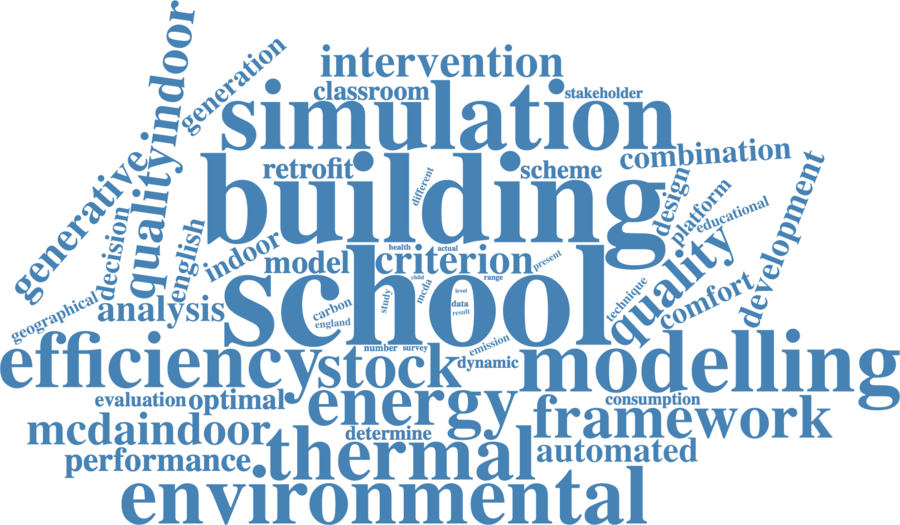 indoor
generation
intervention
classroom
stakeholder
simulation
combination
generative
quality
retrofit
scheme
building
different
design
platform
educational
development
decision
english
indoor
health
actual
model
criterion
present
child
range
quality
comfort
technique
geographical
analysis
carbon
england
school
study
mcda
level
data
result
number
survey
emission
dynamic
efficiency
stock
modelling
evaluation
optimal
energy
consumption
framework
mcdaindoor
determine
thermal
automated
performance
environmental